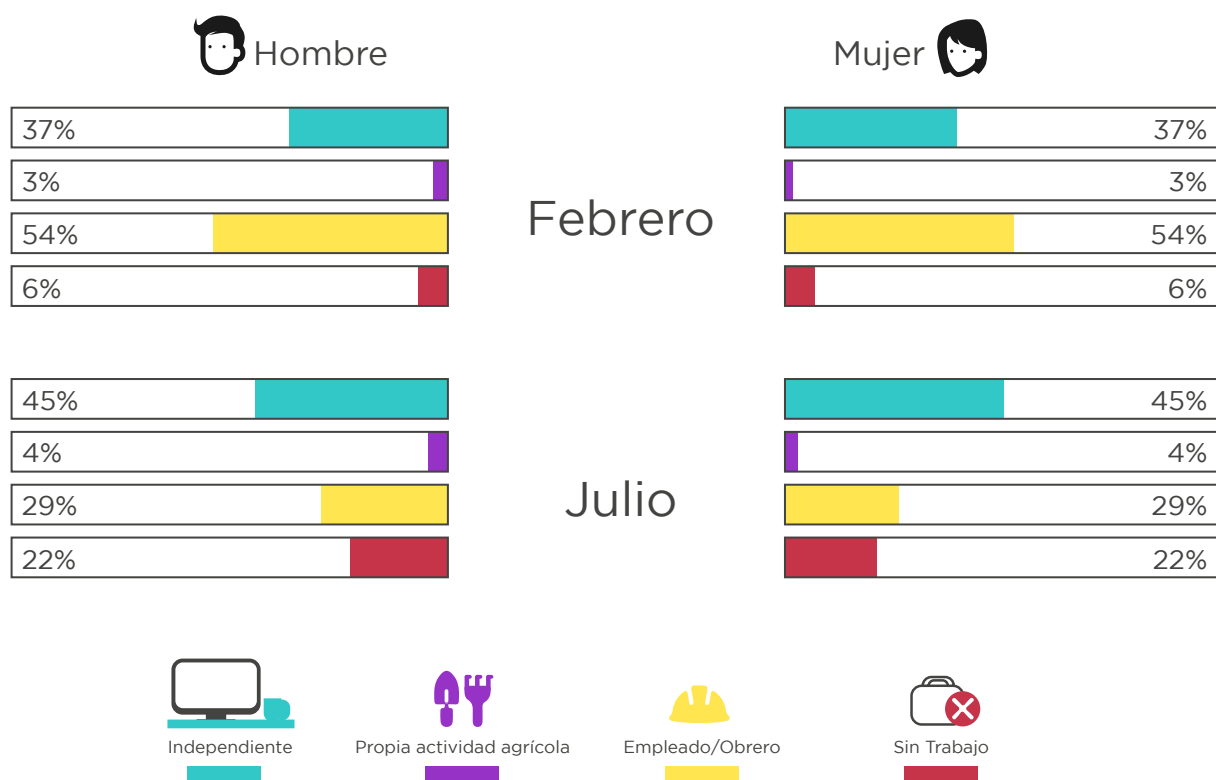 Hombre
Mujer
37%
3%
54%
6%
Febrero
37%
3%
54%
6%
45%
4%
29%
22%
Julio
45%
4%
29%
22%
Independiente
Propia actividad agrícola
Empleado/Obrero
Sin Trabajo